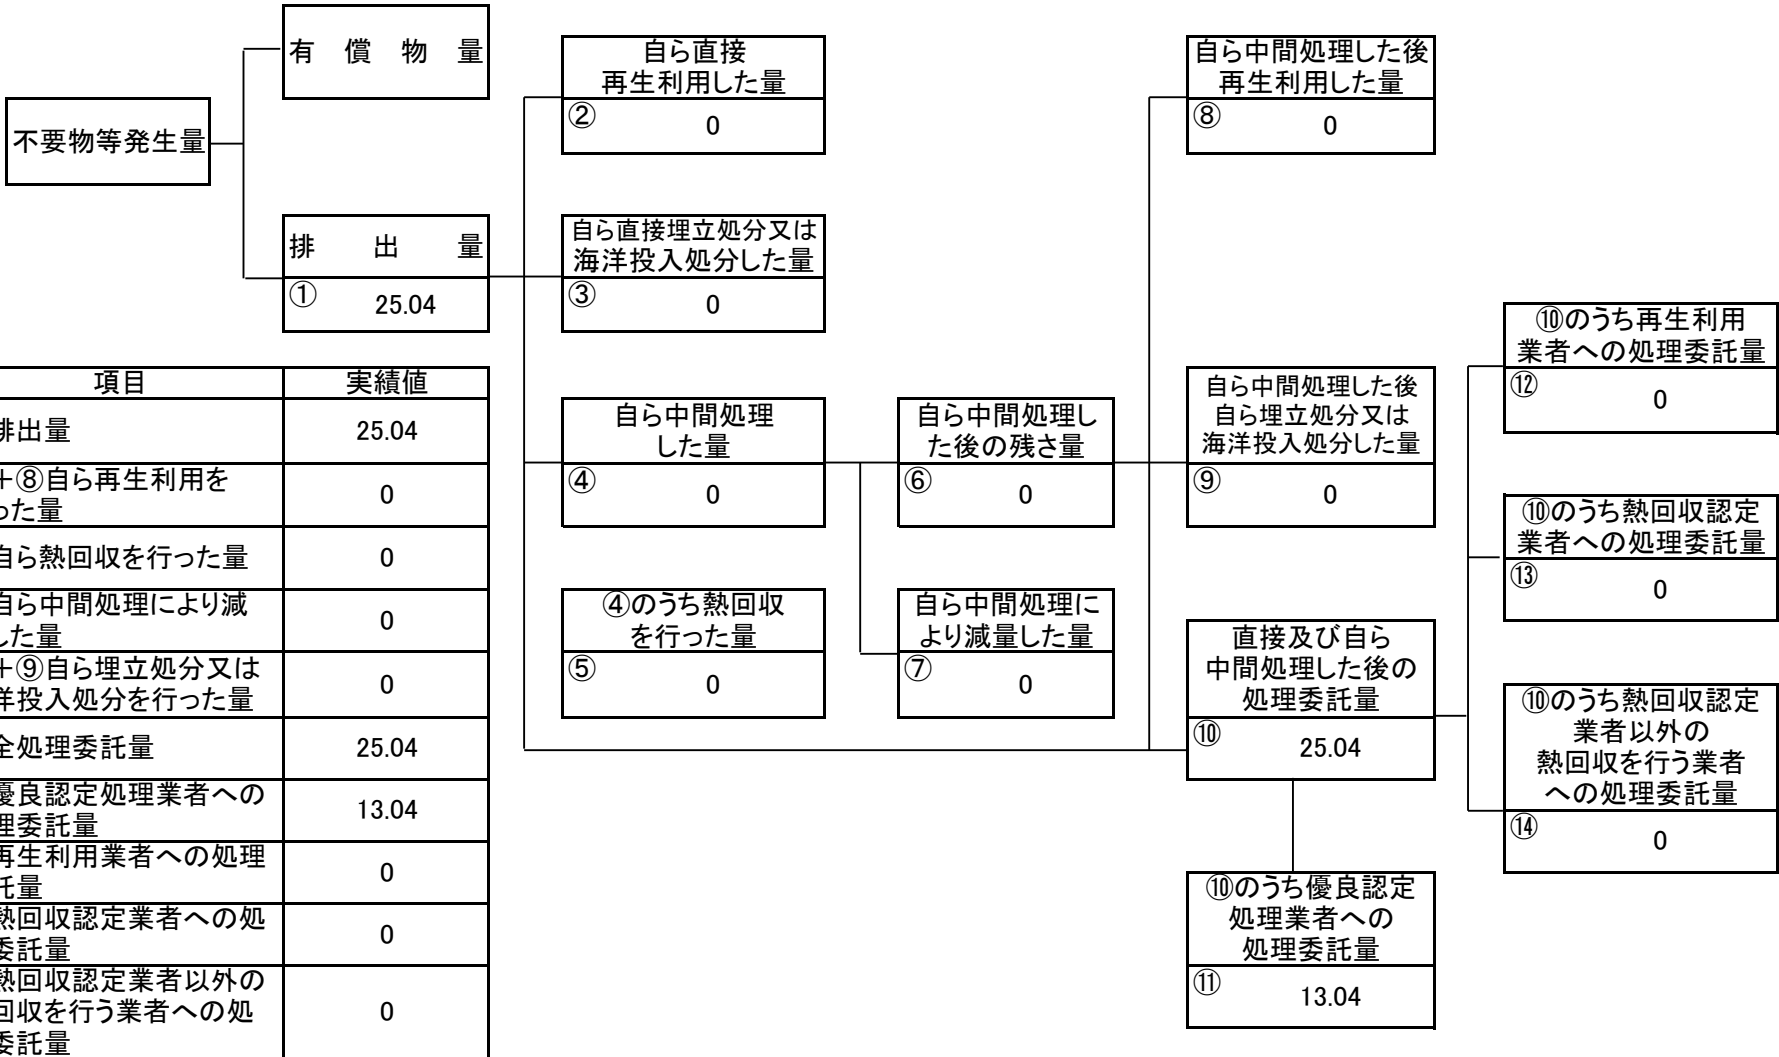 有償物量
不要物等発生量
排出量
① 25.04
自ら直接
再生利用した量
② 0
自ら直接埋立処分又は
海洋投入処分した量
③ 0
自ら中間処理
した量
④ 0
④のうち熱回収
を行った量
⑤ 0
自ら中間処理し
た後の残さ量
⑥ 0
自ら中間処理に
より減量した量
⑦ 0
自ら中間処理した後
再生利用した量
⑧ 0
自ら中間処理した後
自ら埋立処分又は
海洋投入処分した量
⑨ 0
直接及び自ら
中間処理した後の
処理委託量
⑩ 25.04
⑩のうち優良認定
処理業者への
処理委託量
⑪ 13.04
⑩のうち再生利用
業者への処理委託量
⑫ 0
⑩のうち熱回収認定
業者への処理委託量
⑬ 0
⑩のうち熱回収認定
業者以外の
熱回収を行う業者
への処理委託量
⑭ 0
項目 実績値
排出量 25.04
+⑧自ら再生利用を
った量 0
自ら熱回収を行った量 0
自ら中間処理により減
した量 0
+⑨自ら埋立処分又は
洋投入処分を行った量 0
全処理委託量 25.04
優良認定処理業者への
理委託量 13.04
再生利用業者への処理
託量 0
熱回収認定業者への処
委託量 0
熱回収認定業者以外の
回収を行う業者への処
委託量 0